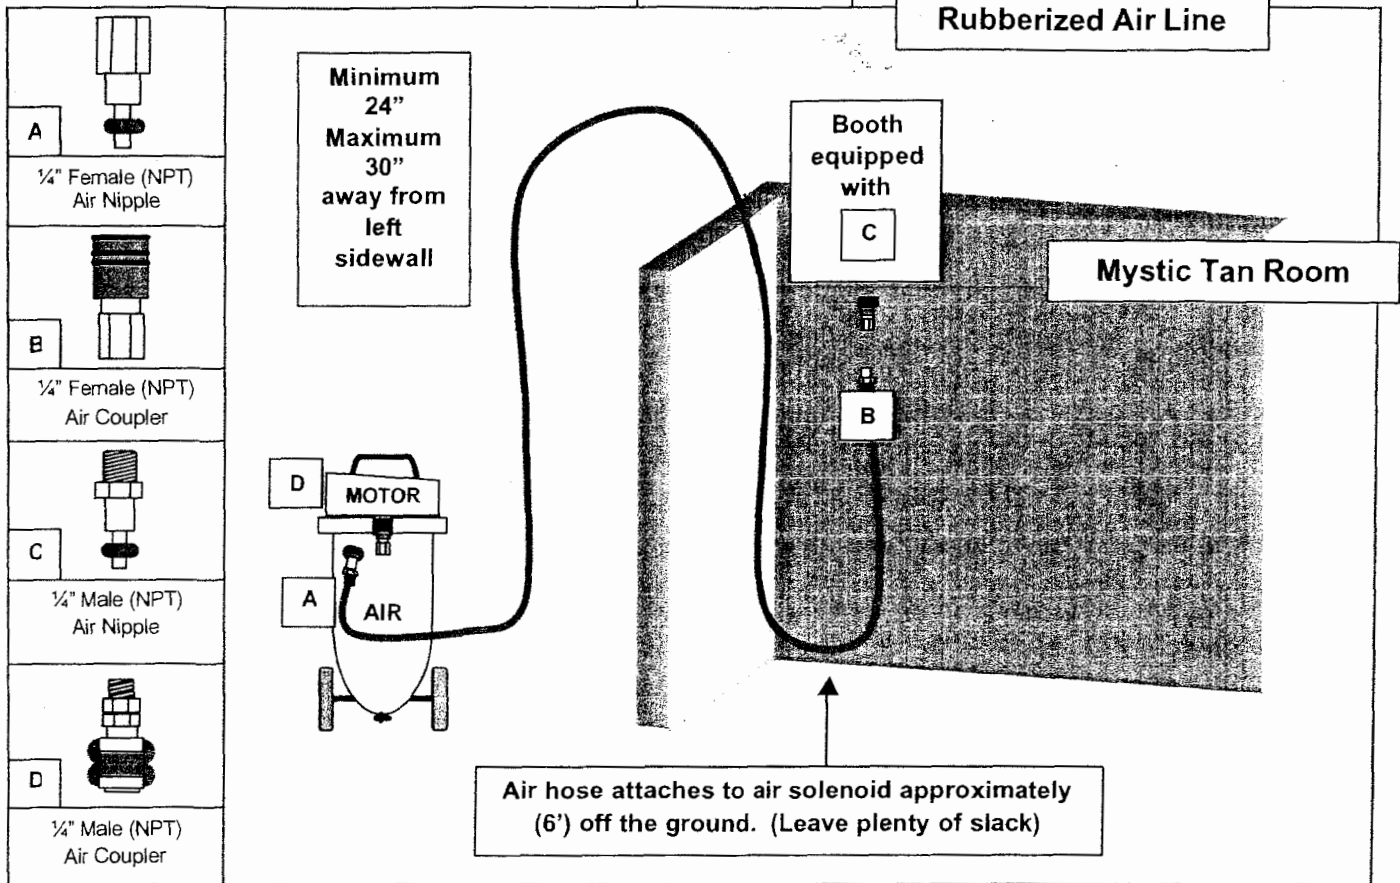 Rubberized Air Line
A
¼" Female (NPT)
Air Nipple
B
¼" Female (NPT)
Air Coupler
C
¼" Male (NPT)
Air Nipple
D
¼" Male (NPT)
Air Coupler
Minimum
24"
Maximum
30"
away from
left
sidewall
Booth
equipped
with
C
Mystic Tan Room
B
D
MOTOR
A
AIR
Air hose attaches to air solenoid approximately
(6') off the ground. (Leave plenty of slack)